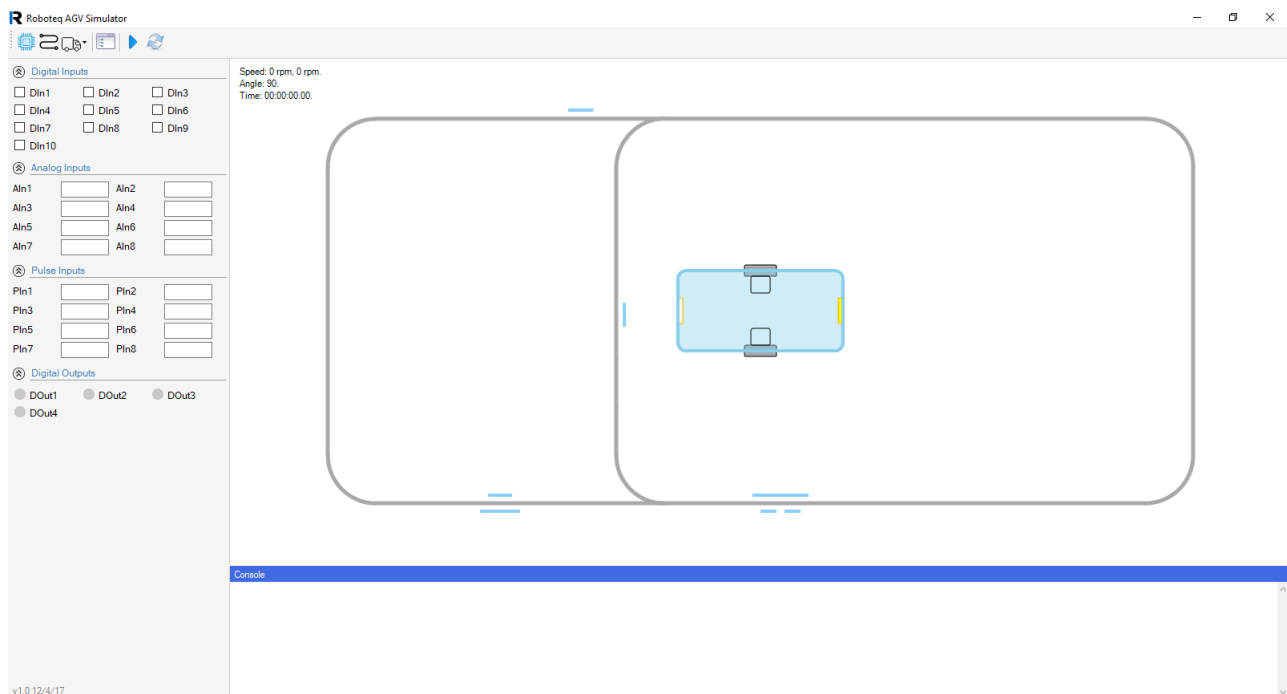 Roboteq AGV Simulator
Digital Inputs
DIn1 DIn2 DIn3
DIn4 DIn5 DIn6
DIn7 DIn8 DIn9
DIn10
Analog Inputs
AIn1 AIn2
AIn3 AIn4
AIn5 AIn6
AIn7 AIn8
Pulse Inputs
PIn1 PIn2
PIn3 PIn4
PIn5 PIn6
PIn7 PIn8
Digital Outputs
DOut1 DOut2 DOut3
DOut4
v1.0 12/4/17
Speed: 0 rpm, 0 rpm.
Angle: 90.
Time: 00:00:00.00.
Console